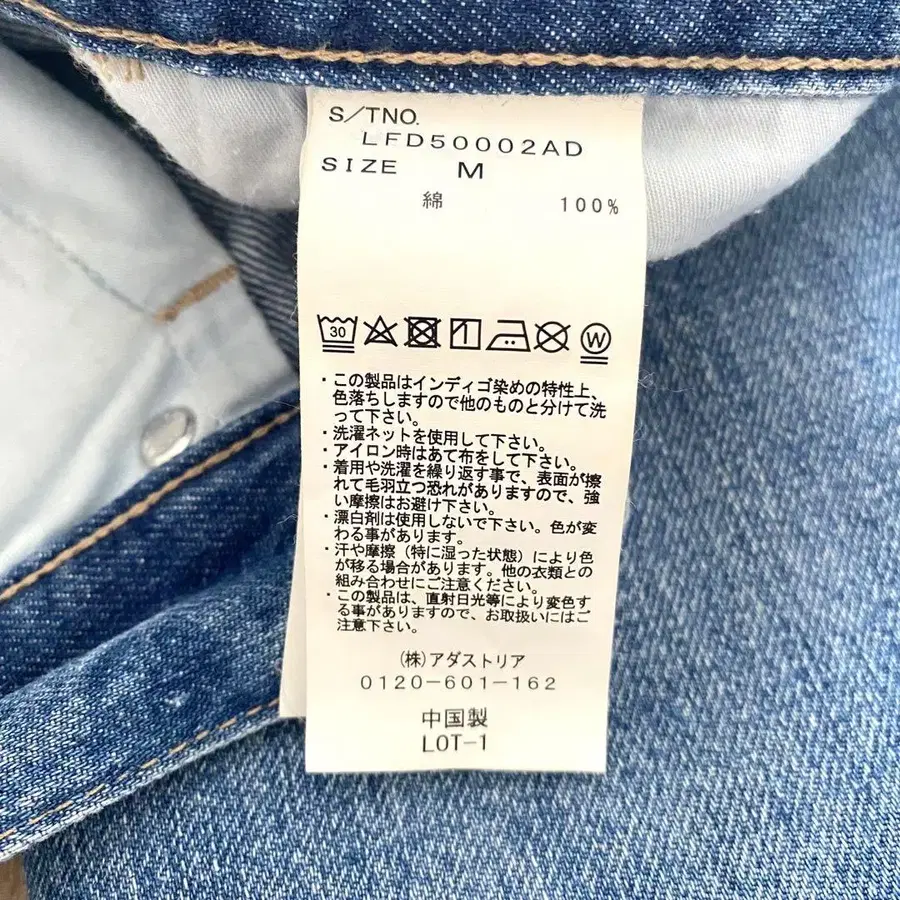 S/TNO.
LFD50002AD
SIZE M
綿 100%
30
W
・この製品はインディゴ染めの特性上、
色落ちしますので他のものと分けて洗
って下さい。
・洗濯ネットを使用して下さい。
・アイロン時はあて布をして下さい。
・着用や洗濯を繰り返す事で、表面が擦
れて毛羽立つ恐れがありますので、強
い摩擦はお避け下さい。
・漂白剤は使用しないで下さい。色が変
わる事があります。
・汗や摩擦（特に湿った状態）により色
が移る場合があります。他の衣類との
組み合わせにご注意ください。
・この製品は、直射日光等により変色す
る事がありますので、お取扱いにはご
注意下さい。
(株)アダストリア
0120-601-162
中国製
LOT-1